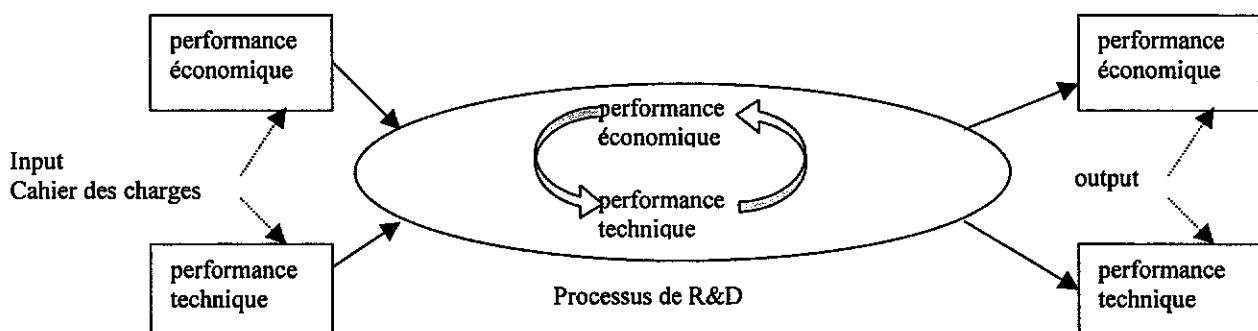 performance
économique
Input
Cahier des charges
performance
technique
performance
économique
performance
technique
Processus de R&D
performance
économique
output
performance
technique